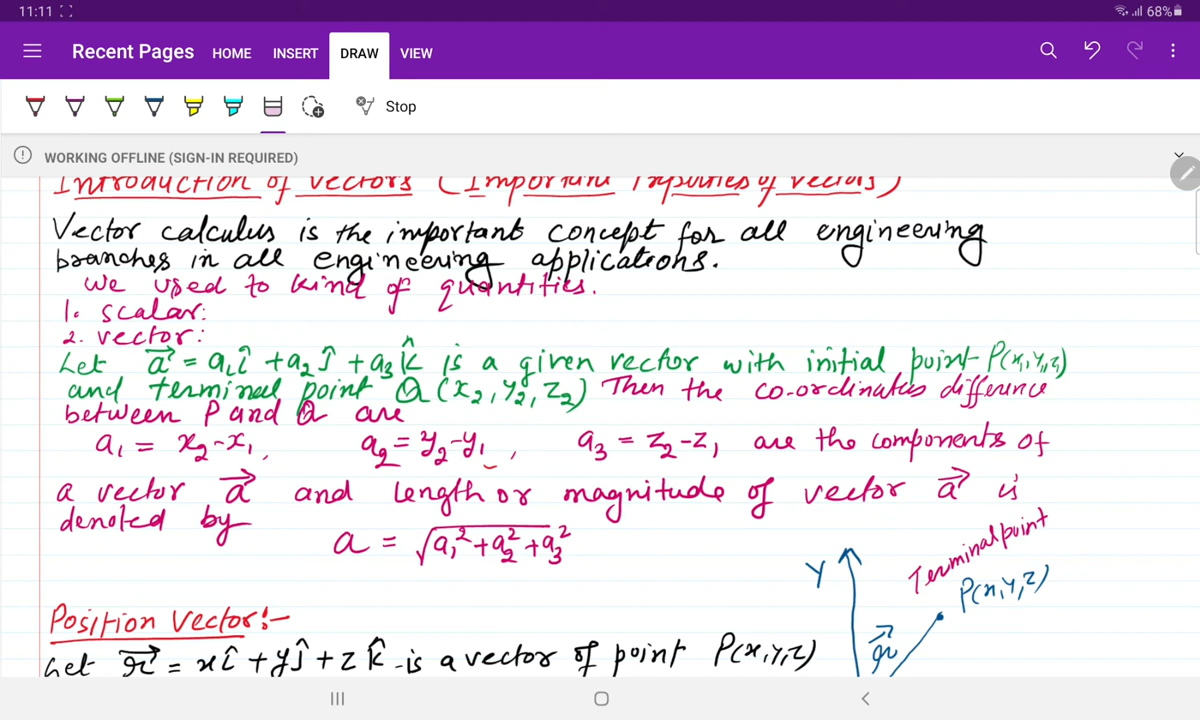 11:11 68%
Recent Pages HOME INSERT DRAW VIEW
Stop
WORKING OFFLINE (SIGN-IN REQUIRED)
Introduction of vectors (Important Properties of vectors)
Vector calculus is the important concept for all engineering
branches in all engineering applications.
We used to kind of quantities.
1. scalar:
2. vector:
Let a⃗ = a₁î + a₂ĵ + a₃k̂ is a given vector with initial point P(x₁,y₁,z₁)
and terminal point Q(x₂,y₂,z₂) Then the co-ordinates difference
between P and Q are
a₁ = x₂-x₁, a₂ = y₂-y₁, a₃ = z₂-z₁ are the components of
a vector a⃗ and length or magnitude of vector a⃗ is
denoted by
a = √a₁²+a₂²+a₃²
Y
Terminal point
P(x,y,z)
Position Vector:-
Let r⃗ = xî + yĵ + zk̂ is a vector of point P(x,y,z)
r⃗